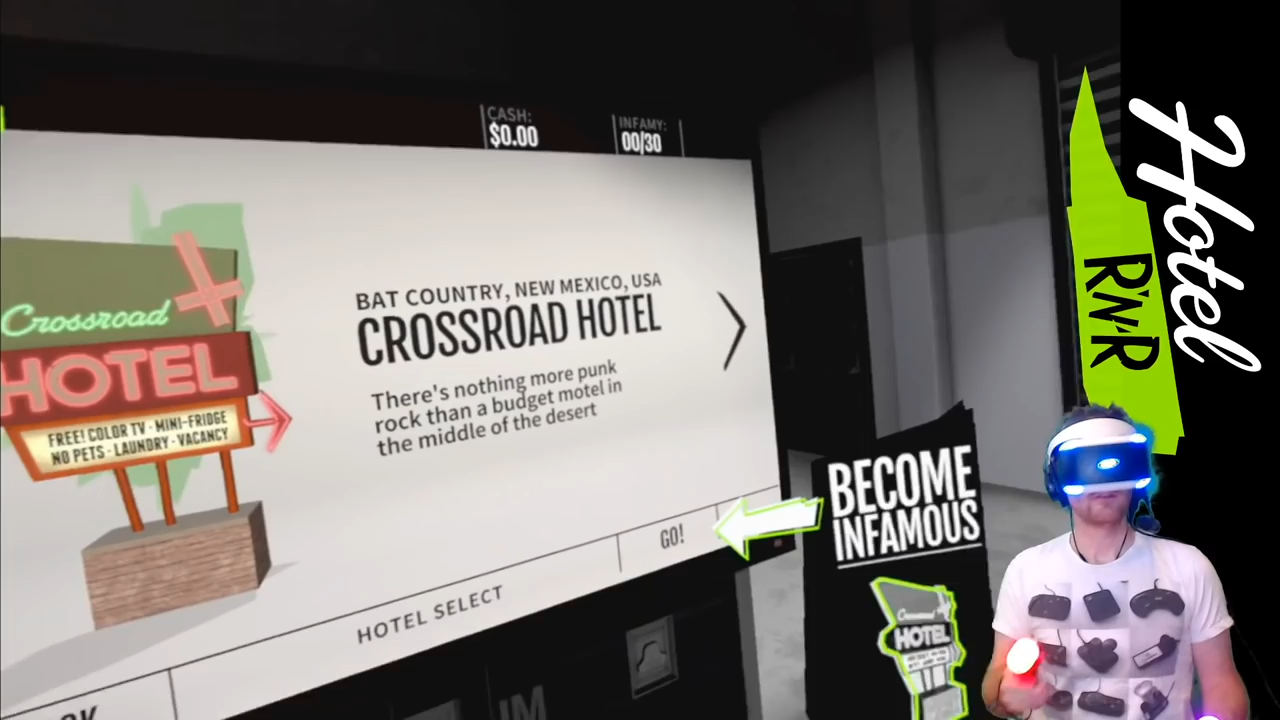 CASH:
$0.00
INFAMY:
00/30
Crossroad
HOTEL
FREE! COLOR TV - MINI-FRIDGE
NO PETS - LAUNDRY - VACANCY
BAT COUNTRY, NEW MEXICO, USA
CROSSROAD HOTEL
There's nothing more punk
rock than a budget motel in
the middle of the desert
GO!
HOTEL SELECT
BECOME
INFAMOUS
Crossroad
HOTEL
Hotel
R'N'R